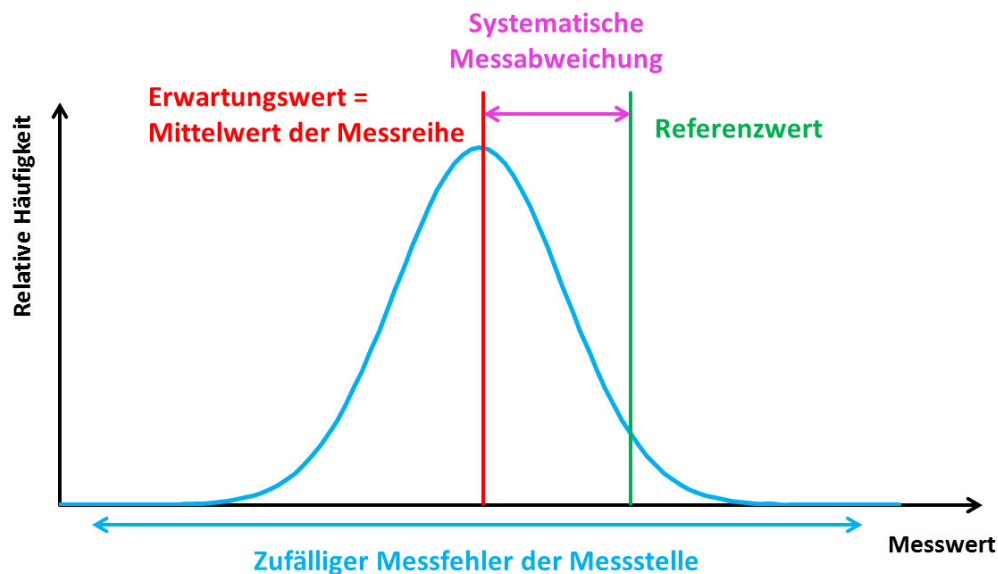 Systematische
Messabweichung
Erwartungswert =
Mittelwert der Messreihe
Referenzwert
Relative Häufigkeit
Messwert
Zufälliger Messfehler der Messstelle